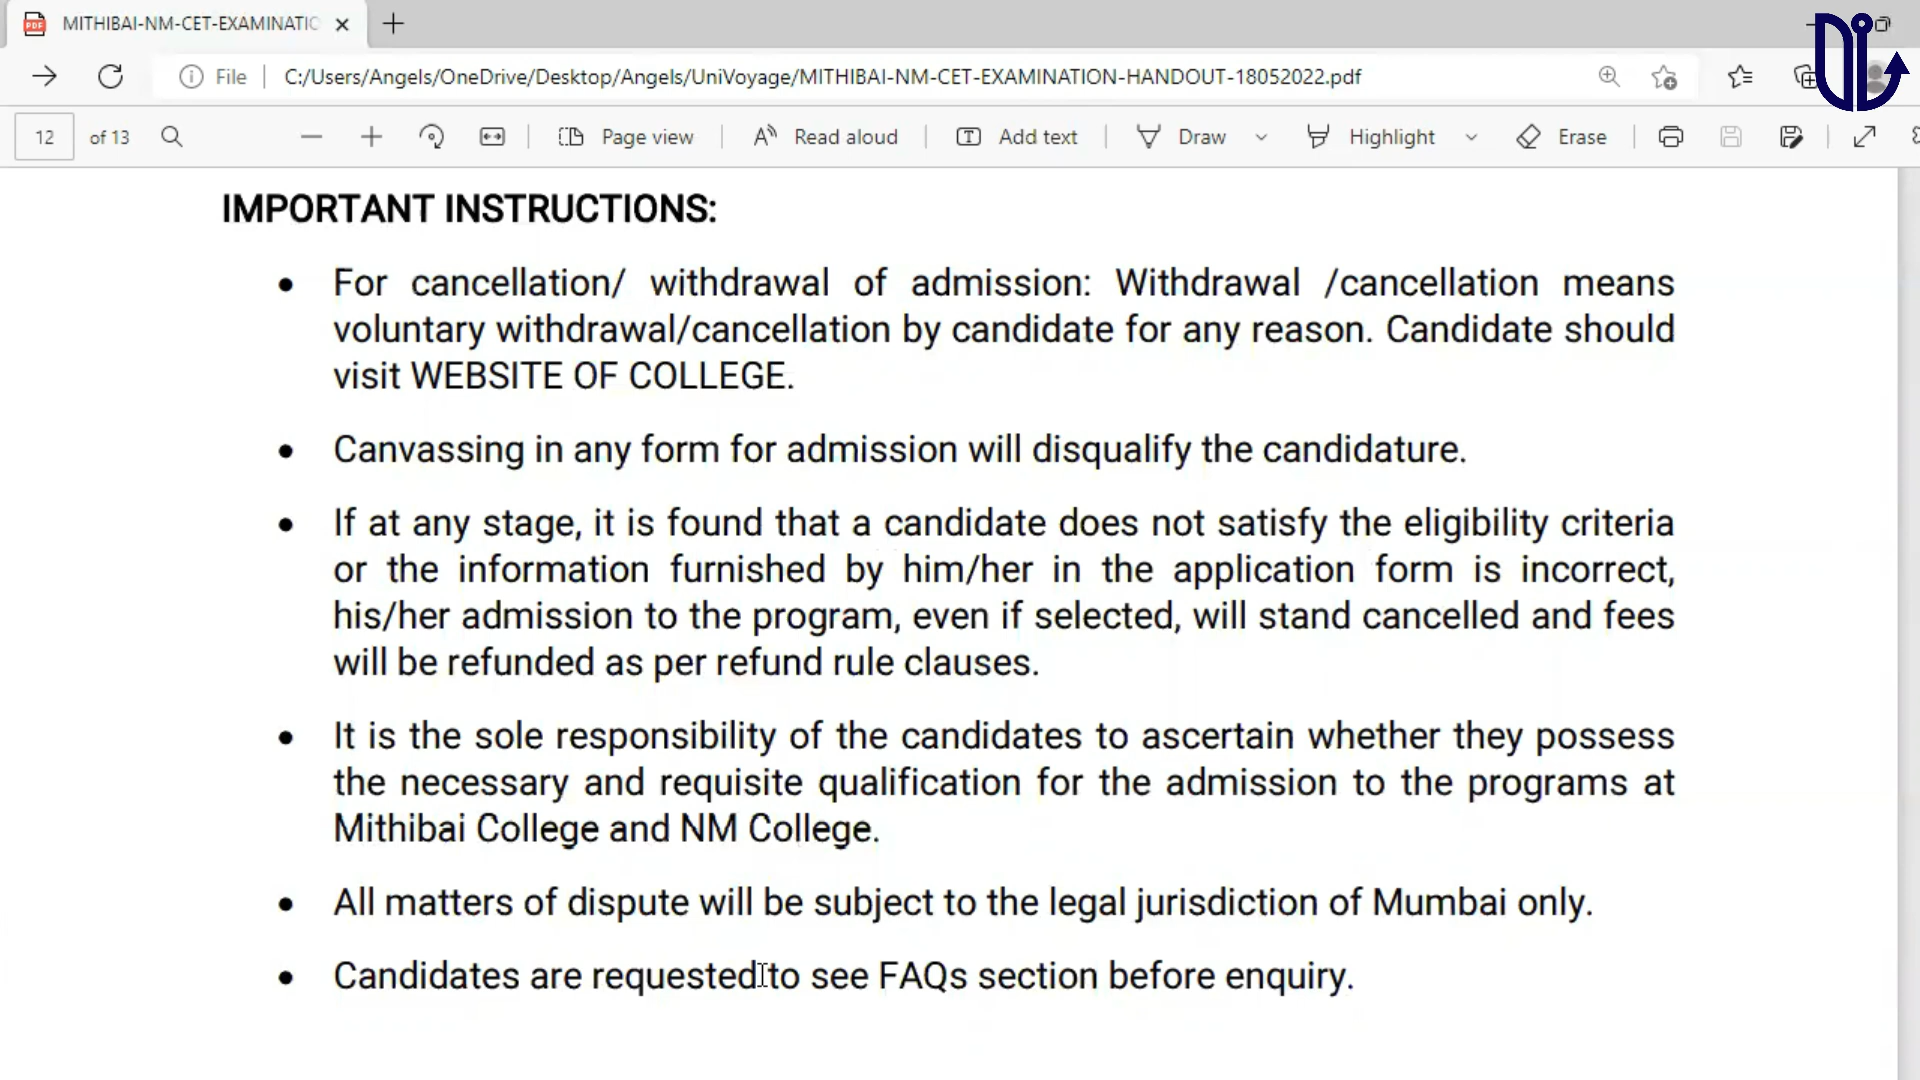 MITHIBAI-NM-CET-EXAMINATIO
File
C:/Users/Angels/OneDrive/Desktop/Angels/UniVoyage/MITHIBAI-NM-CET-EXAMINATION-HANDOUT-18052022.pdf
12 of 13 Page view Read aloud Add text Draw Highlight Erase
IMPORTANT INSTRUCTIONS:
• For cancellation/ withdrawal of admission: Withdrawal /cancellation means
voluntary withdrawal/cancellation by candidate for any reason. Candidate should
visit WEBSITE OF COLLEGE.
• Canvassing in any form for admission will disqualify the candidature.
• If at any stage, it is found that a candidate does not satisfy the eligibility criteria
or the information furnished by him/her in the application form is incorrect,
his/her admission to the program, even if selected, will stand cancelled and fees
will be refunded as per refund rule clauses.
• It is the sole responsibility of the candidates to ascertain whether they possess
the necessary and requisite qualification for the admission to the programs at
Mithibai College and NM College.
• All matters of dispute will be subject to the legal jurisdiction of Mumbai only.
• Candidates are requested to see FAQs section before enquiry.